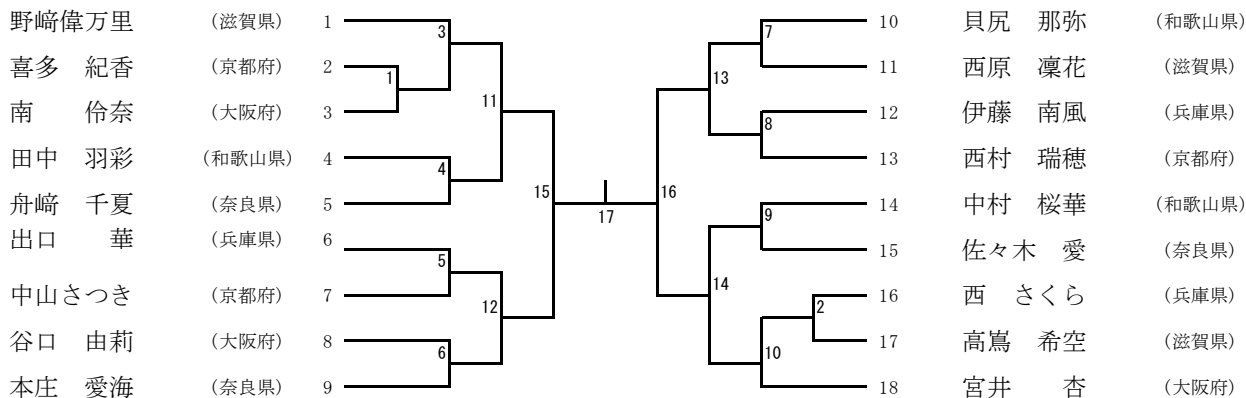 野﨑偉万里 (滋賀県) 1
喜多 紀香 (京都府) 2
南 伶奈 (大阪府) 3
田中 羽彩 (和歌山県) 4
舟﨑 千夏 (奈良県) 5
出口 華 (兵庫県) 6
中山さつき (京都府) 7
谷口 由莉 (大阪府) 8
本庄 愛海 (奈良県) 9
3
1
11
4
15
5
12
6
17
16
7
13
8
9
14
2
10
10 貝尻 那弥 (和歌山県)
11 西原 凜花 (滋賀県)
12 伊藤 南風 (兵庫県)
13 西村 瑞穂 (京都府)
14 中村 桜華 (和歌山県)
15 佐々木 愛 (奈良県)
16 西 さくら (兵庫県)
17 高嶌 希空 (滋賀県)
18 宮井 杏 (大阪府)